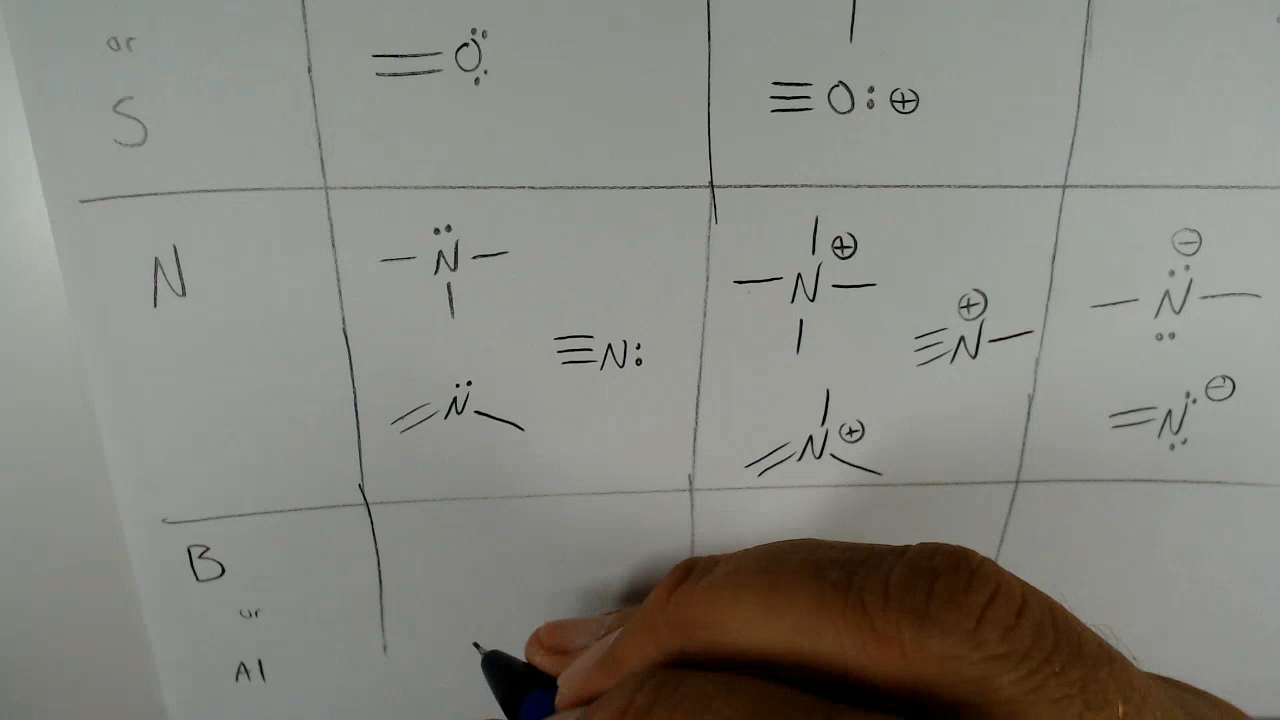 or
S
=Ö:
≡O: ⊕
N
–N̈–
≡N:
=N̈
⊕
–N–
⊕
≡N–
=N ⊕
⊖
–N̈–
=N: ⊖
B
or
Al